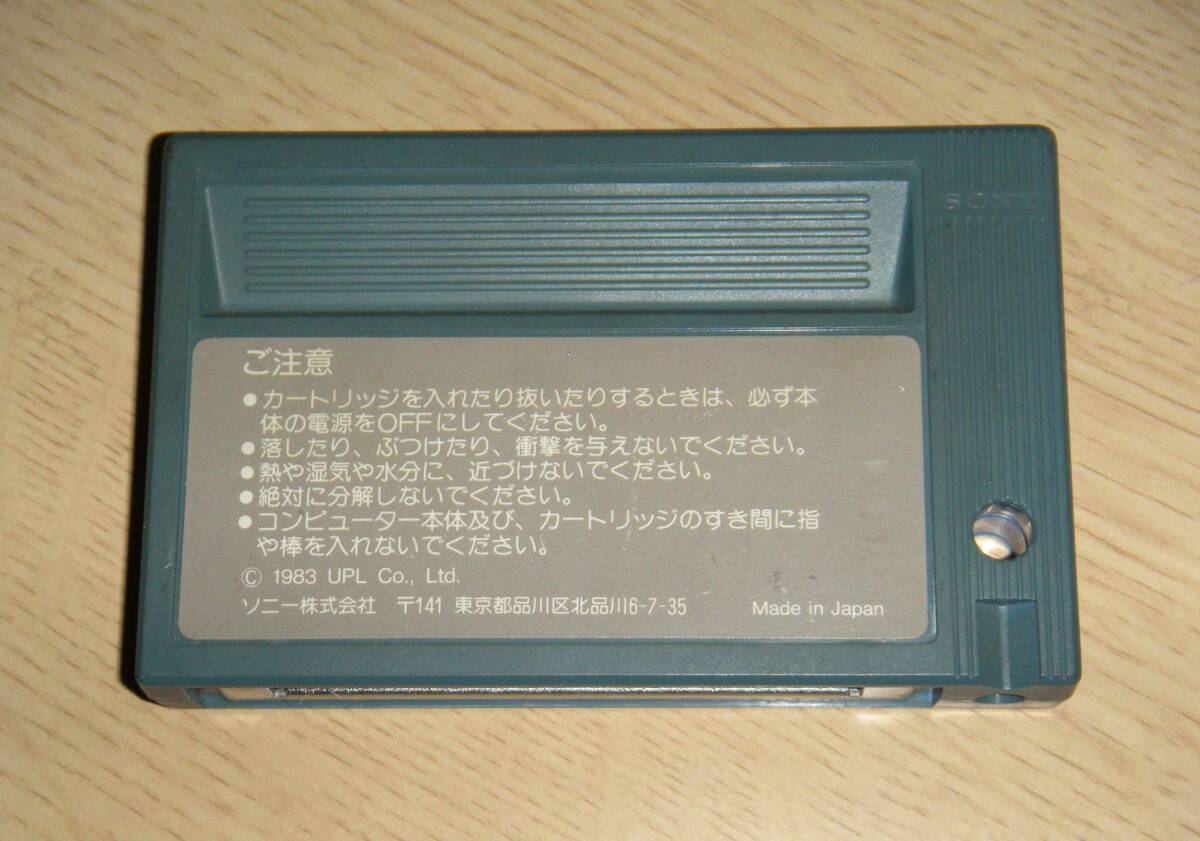 SONY
ご注意
●カートリッジを入れたり抜いたりするときは、必ず本
体の電源をOFFにしてください。
●落したり、ぶつけたり、衝撃を与えないでください。
●熱や湿気や水分に、近づけないでください。
●絶対に分解しないでください。
●コンピューター本体及び、カートリッジのすき間に指
や棒を入れないでください。
© 1983 UPL Co., Ltd.
ソニー株式会社 〒141 東京都品川区北品川6-7-35 Made in Japan